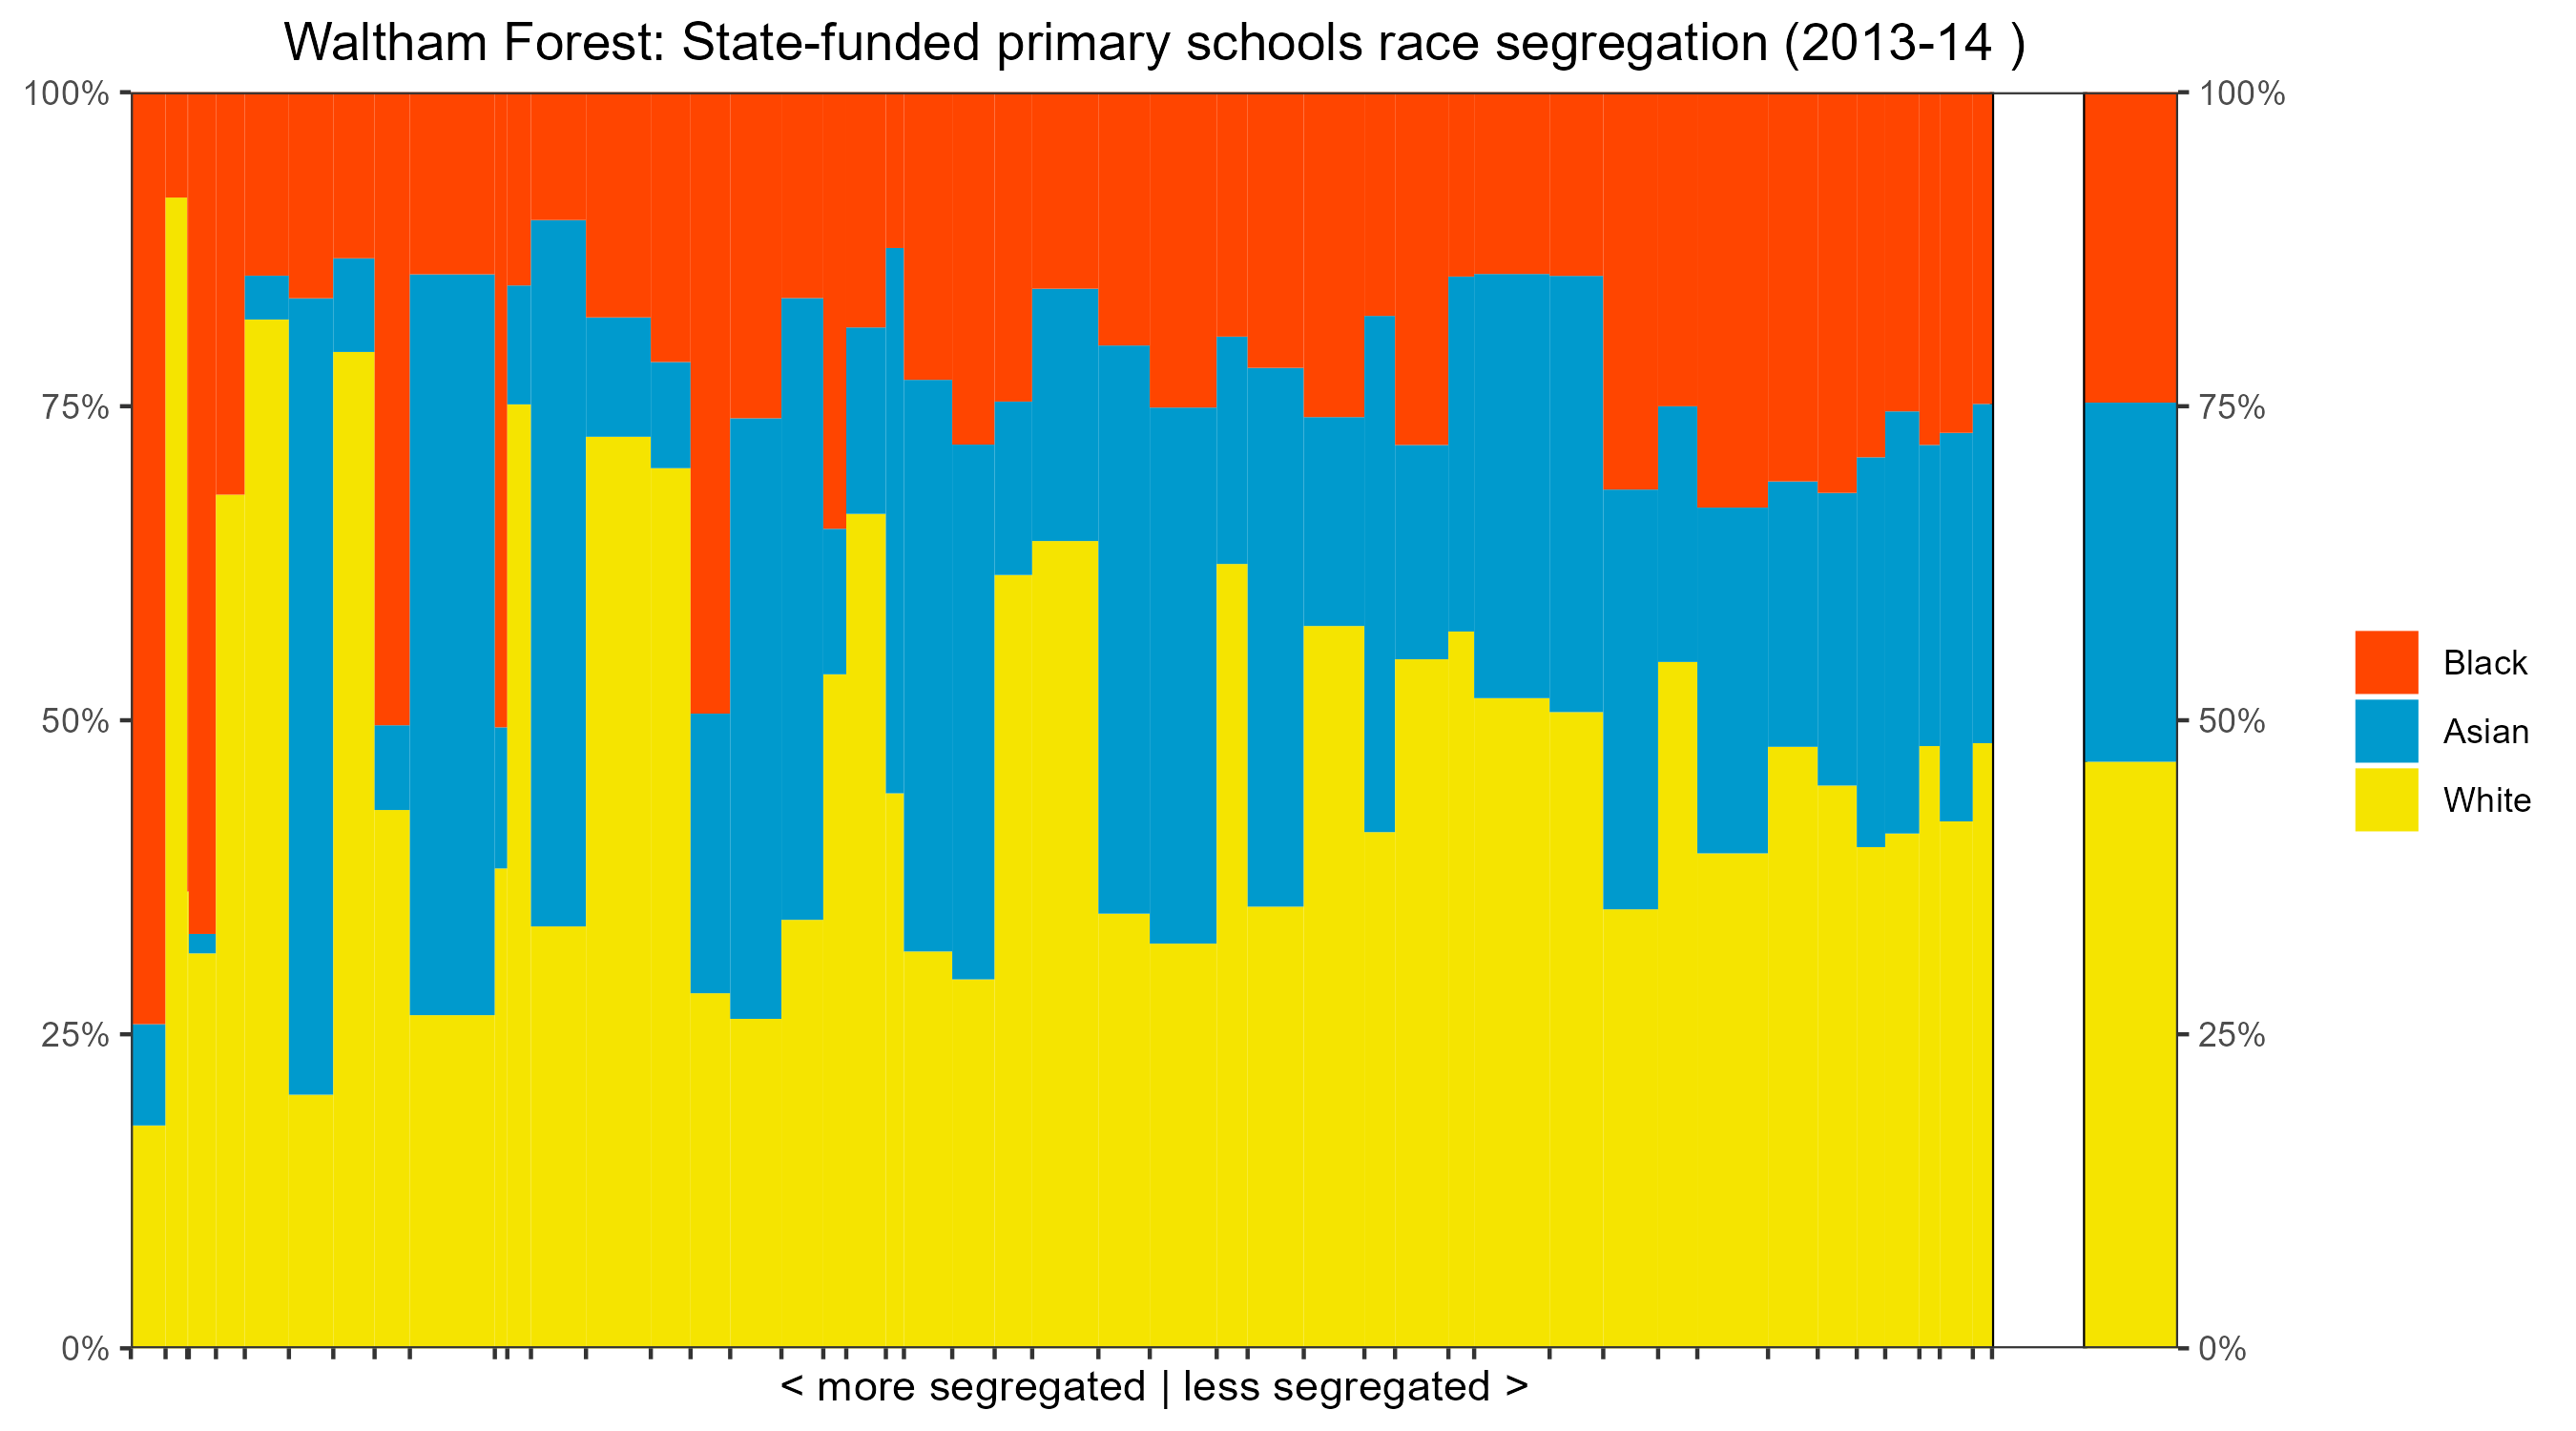 Waltham Forest: State-funded primary schools race segregation (2013-14 )
100%
75%
50%
25%
0%
100%
75%
50%
25%
0%
Black
Asian
White
< more segregated | less segregated >